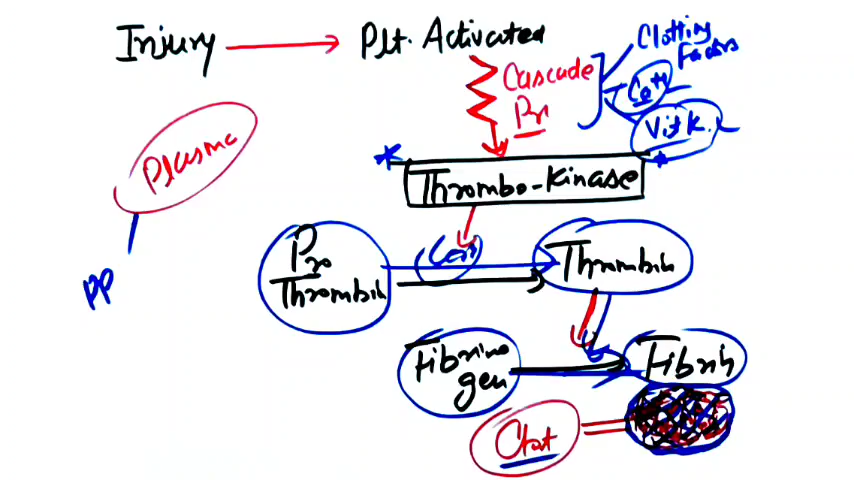 Injury → Plt. Activated
Clotting
Factors
Cascade
Pr
Ca++
Vit K.
Plasma
PP
Thrombo-Kinase
Pro
Thrombin
Ca++
Thrombin
Fibrino
gen
Fibrin
Clot